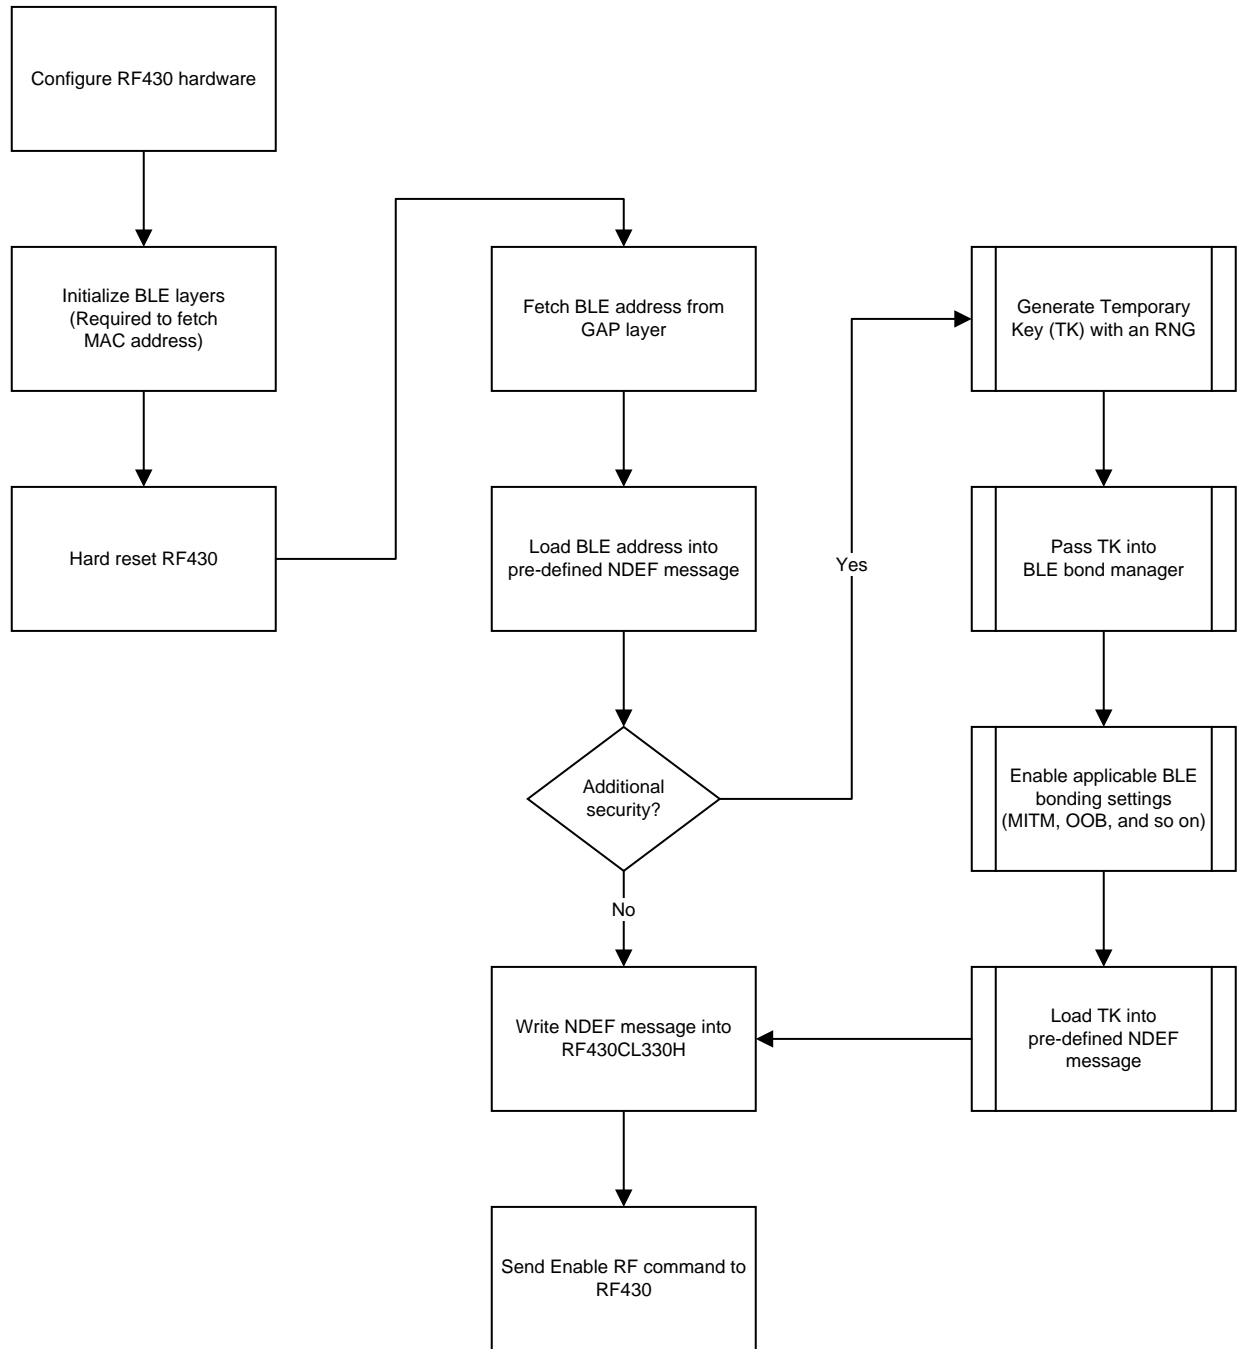 Configure RF430 hardware
Initialize BLE layers
(Required to fetch
MAC address)
Hard reset RF430
Fetch BLE address from
GAP layer
Load BLE address into
pre-defined NDEF message
Additional
security?
Yes
No
Generate Temporary
Key (TK) with an RNG
Pass TK into
BLE bond manager
Enable applicable BLE
bonding settings
(MITM, OOB, and so on)
Load TK into
pre-defined NDEF
message
Write NDEF message into
RF430CL330H
Send Enable RF command to
RF430